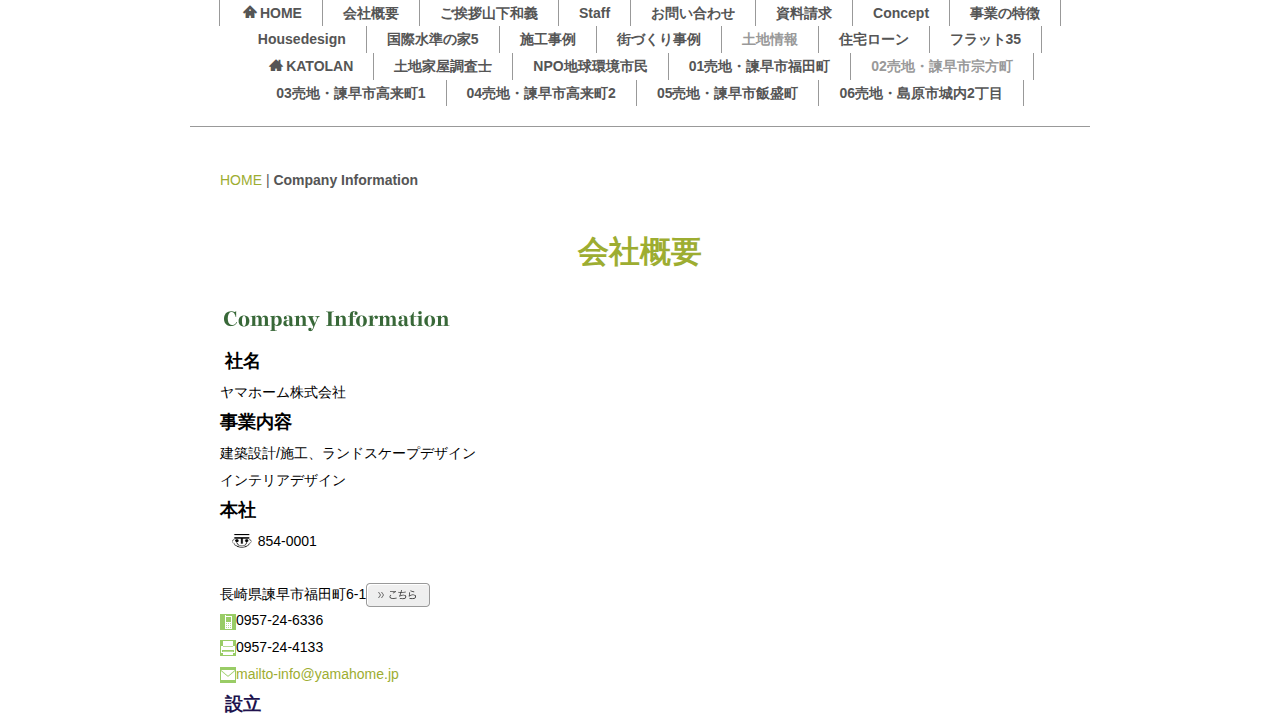 HOME 会社概要 ご挨拶山下和義 Staff お問い合わせ 資料請求 Concept 事業の特徴
Housedesign 国際水準の家5 施工事例 街づくり事例 土地情報 住宅ローン フラット35
KATOLAN 土地家屋調査士 NPO地球環境市民 01売地・諫早市福田町 02売地・諫早市宗方町
03売地・諫早市高来町1 04売地・諫早市高来町2 05売地・諫早市飯盛町 06売地・島原市城内2丁目
HOME | Company Information
会社概要
Company Information
社名
ヤマホーム株式会社
事業内容
建築設計/施工、ランドスケープデザイン
インテリアデザイン
本社
854-0001
長崎県諫早市福田町6-1 » こちら
0957-24-6336
0957-24-4133
mailto-info@yamahome.jp
設立